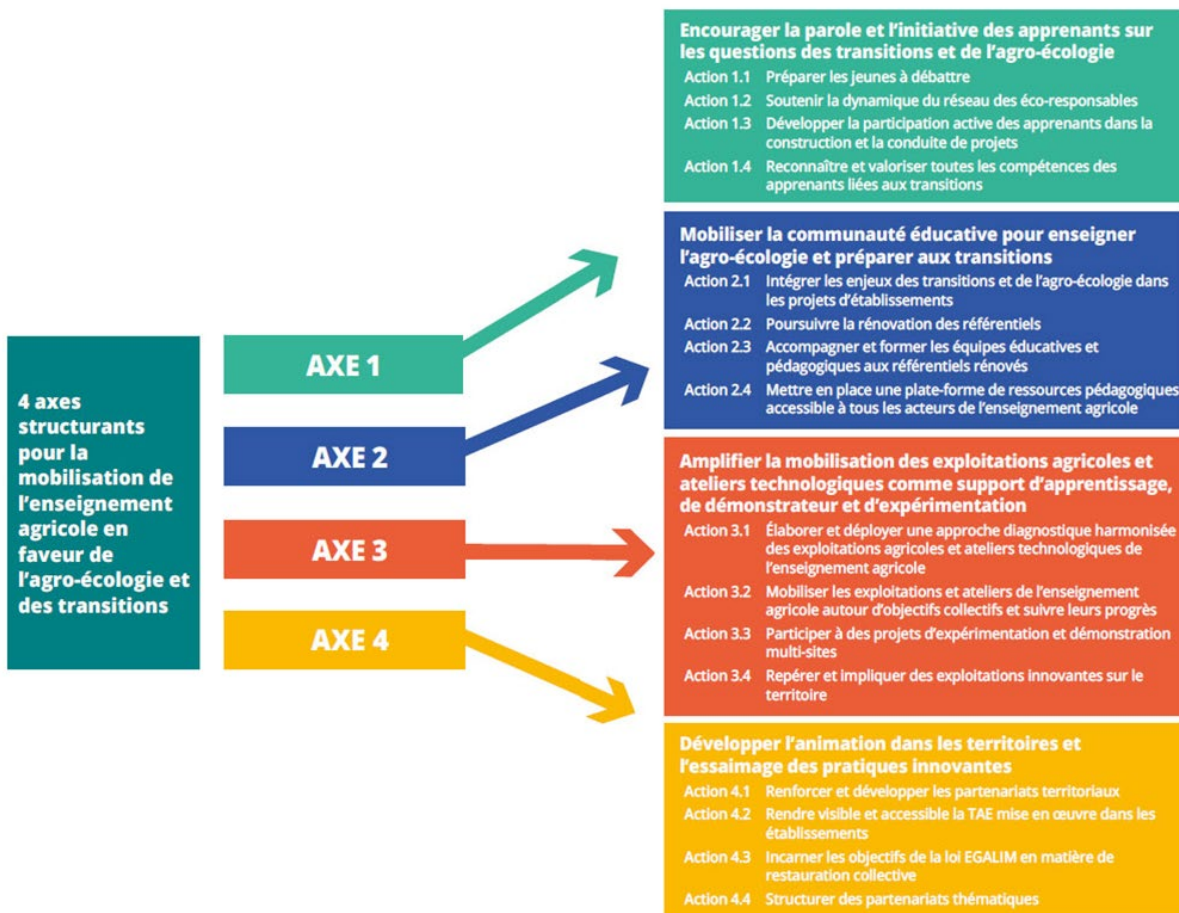 4 axes
structurants
pour la
mobilisation de
l'enseignement
agricole en
faveur de
l'agro-écologie et
des transitions
AXE 1
AXE 2
AXE 3
AXE 4
Encourager la parole et l'initiative des apprenants sur
les questions des transitions et de l'agro-écologie
Action 1.1 Préparer les jeunes à débattre
Action 1.2 Soutenir la dynamique du réseau des éco-responsables
Action 1.3 Développer la participation active des apprenants dans la
construction et la conduite de projets
Action 1.4 Reconnaître et valoriser toutes les compétences des
apprenants liées aux transitions
Mobiliser la communauté éducative pour enseigner
l'agro-écologie et préparer aux transitions
Action 2.1 Intégrer les enjeux des transitions et de l'agro-écologie dans
les projets d'établissements
Action 2.2 Poursuivre la rénovation des référentiels
Action 2.3 Accompagner et former les équipes éducatives et
pédagogiques aux référentiels rénovés
Action 2.4 Mettre en place une plate-forme de ressources pédagogiques
accessible à tous les acteurs de l'enseignement agricole
Amplifier la mobilisation des exploitations agricoles et
ateliers technologiques comme support d'apprentissage,
de démonstrateur et d'expérimentation
Action 3.1 Élaborer et déployer une approche diagnostique harmonisée
des exploitations agricoles et ateliers technologiques de
l'enseignement agricole
Action 3.2 Mobiliser les exploitations et ateliers de l'enseignement
agricole autour d'objectifs collectifs et suivre leurs progrès
Action 3.3 Participer à des projets d'expérimentation et démonstration
multi-sites
Action 3.4 Repérer et impliquer des exploitations innovantes sur le
territoire
Développer l'animation dans les territoires et
l'essaimage des pratiques innovantes
Action 4.1 Renforcer et développer les partenariats territoriaux
Action 4.2 Rendre visible et accessible la TAE mise en œuvre dans les
établissements
Action 4.3 Incarner les objectifs de la loi EGALIM en matière de
restauration collective
Action 4.4 Structurer des partenariats thématiques